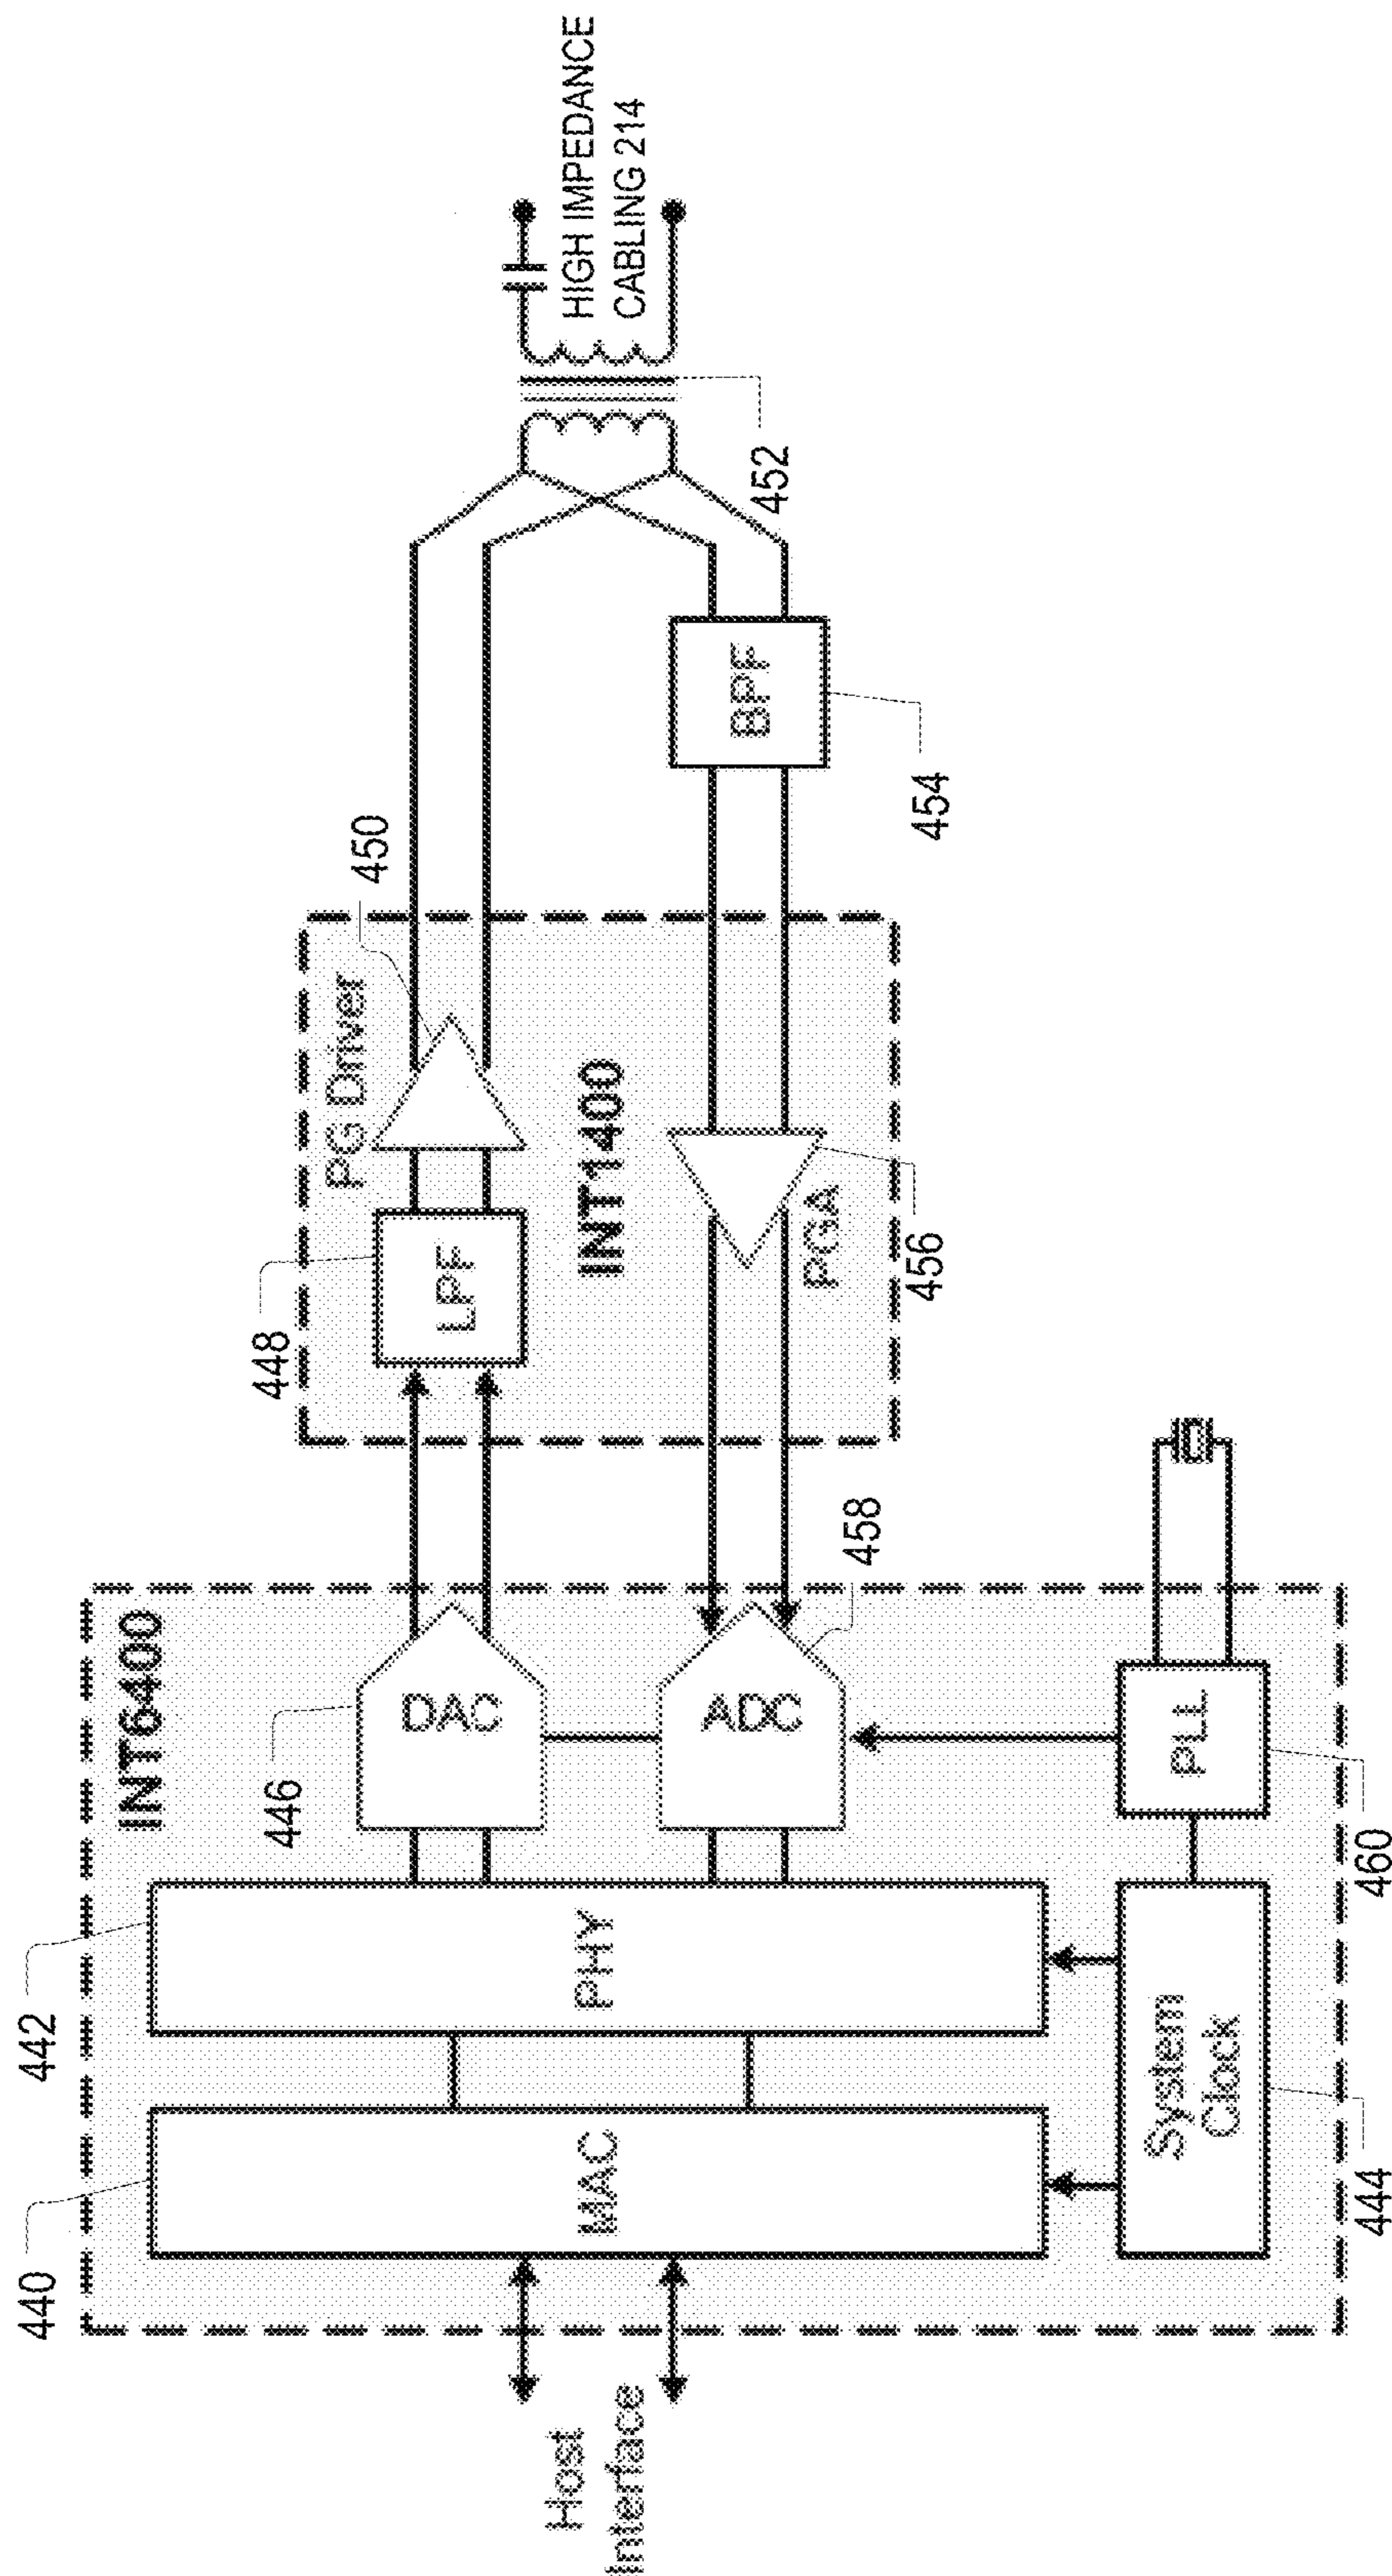 Host
Interface
440
MAC
442
PHY
INT6400
446
DAC
ADC
458
System
Clock
444
PLL
460
448
LPF
PG Driver
450
INT1400
PGA
456
BPF
454
452
HIGH IMPEDANCE
CABLING 214